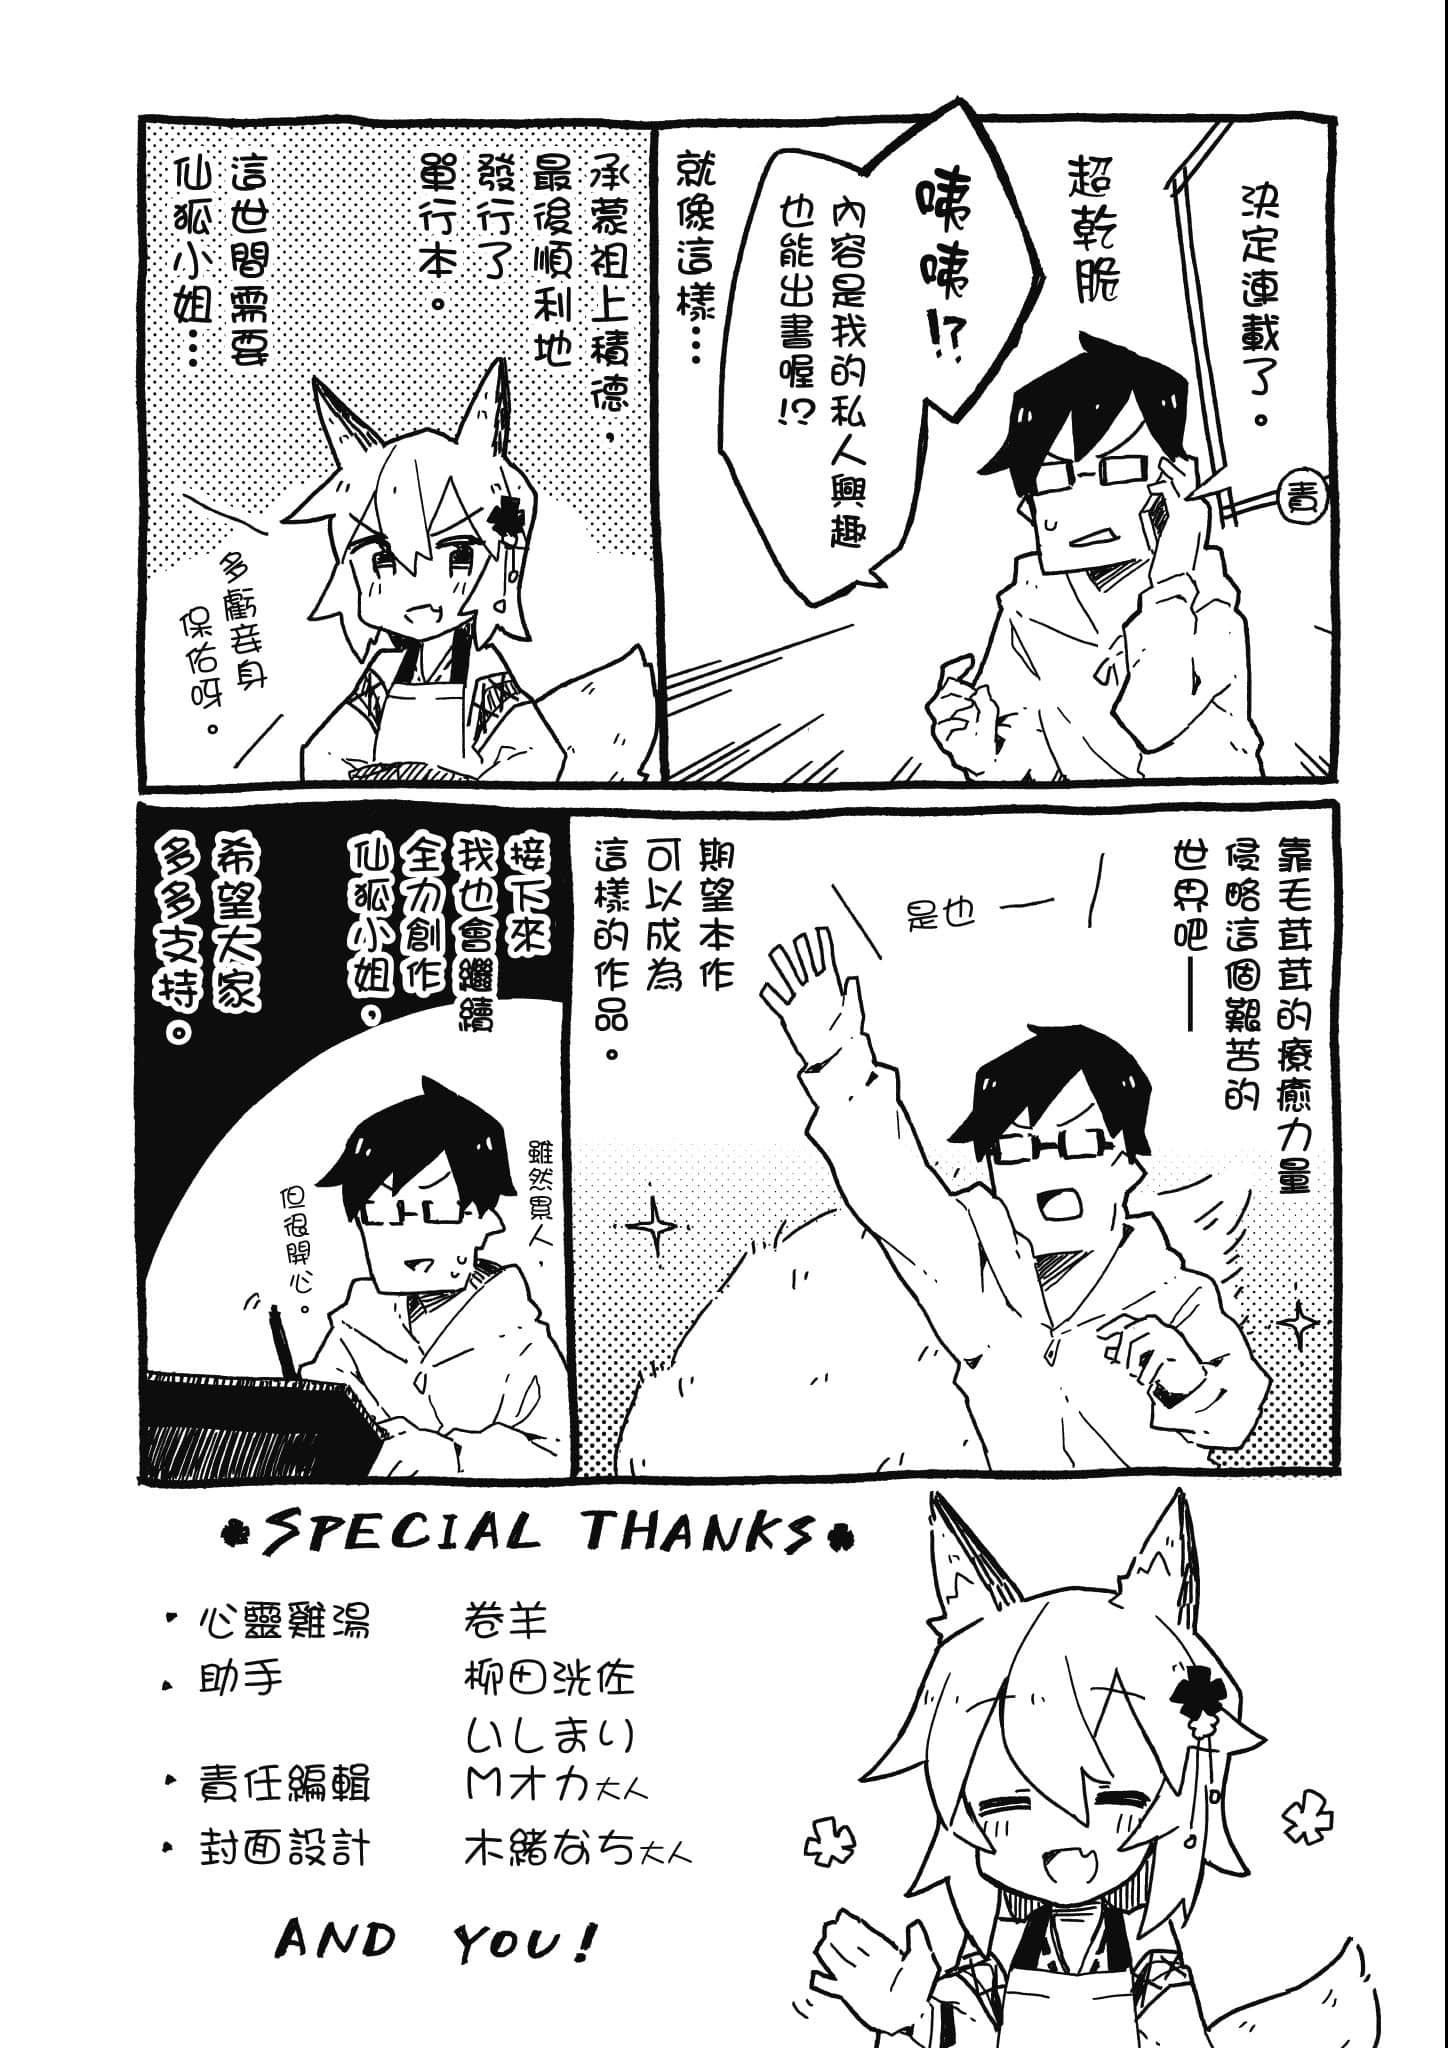 決定連載了。
責
超乾脆
咦咦!?
內容是我的私人興趣
也能出書喔!?
就像這樣…
承蒙祖上積德，
最後順利地
發行了
單行本。
這世間需要
仙狐小姐…
多虧妾身
保佑呀。
靠毛茸茸的療癒力量
侵略這個艱苦的
世界吧——
是也
期望本作
可以成為
這樣的作品。
接下來
我也會繼續
全力創作
仙狐小姐，
希望大家
多多支持。
雖然累人，
但很開心。
SPECIAL THANKS
・心靈雞湯 卷羊
・助手 柳田洸佐
いしまり
・責任編輯 Mオカ大人
・封面設計 木緒なち大人
AND YOU!